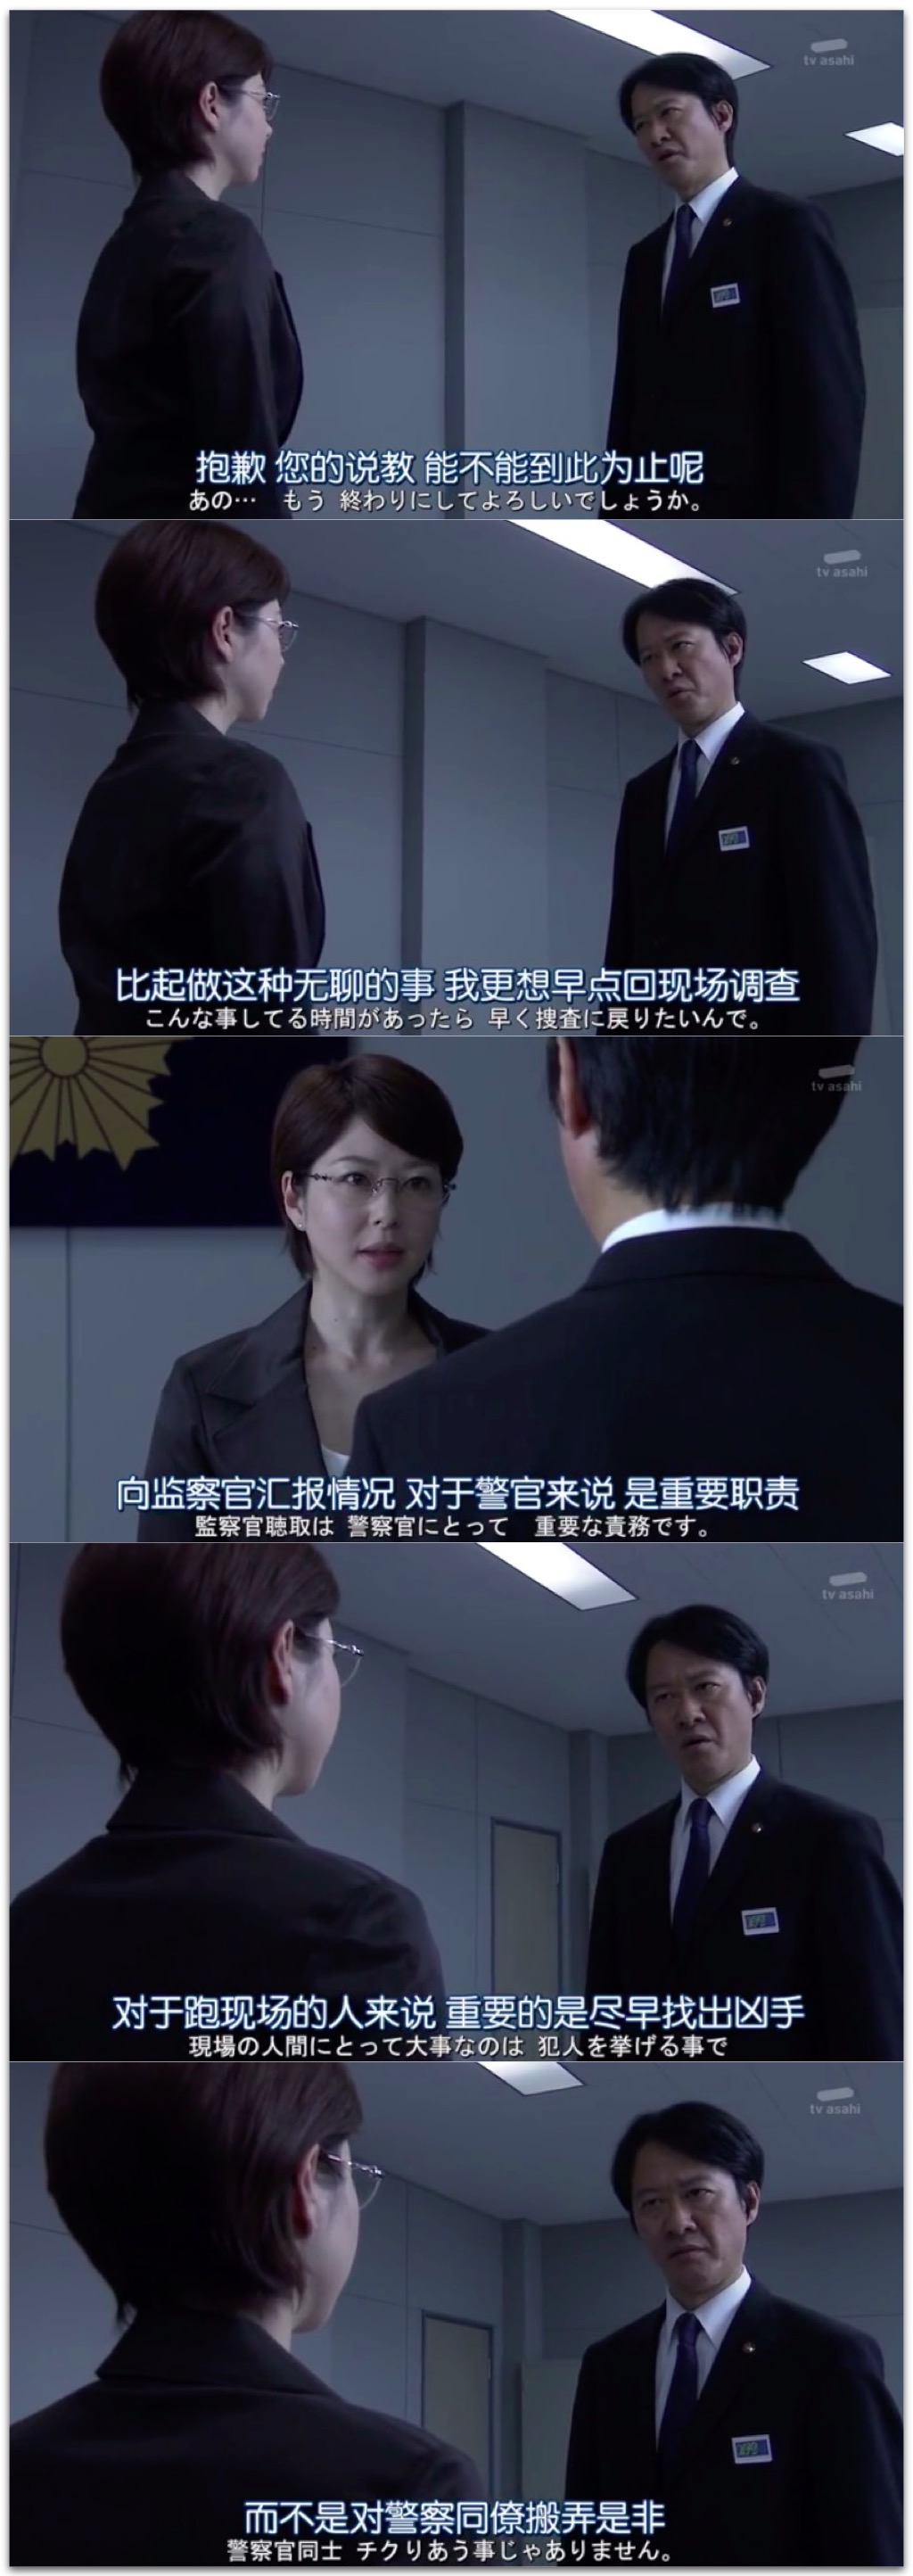 tv asahi
抱歉 您的说教 能不能到此为止呢
あの… もう 終わりにしてよろしいでしょうか。
tv asahi
比起做这种无聊的事 我更想早点回现场调查
こんな事してる時間があったら 早く捜査に戻りたいんで。
tv asahi
向监察官汇报情况 对于警官来说 是重要职责
監察官聴取は 警察官にとって 重要な責務です。
tv asahi
对于跑现场的人来说 重要的是尽早找出凶手
現場の人間にとって大事なのは 犯人を挙げる事で
tv asahi
而不是对警察同僚搬弄是非
警察官同士 チクりあう事じゃありません。